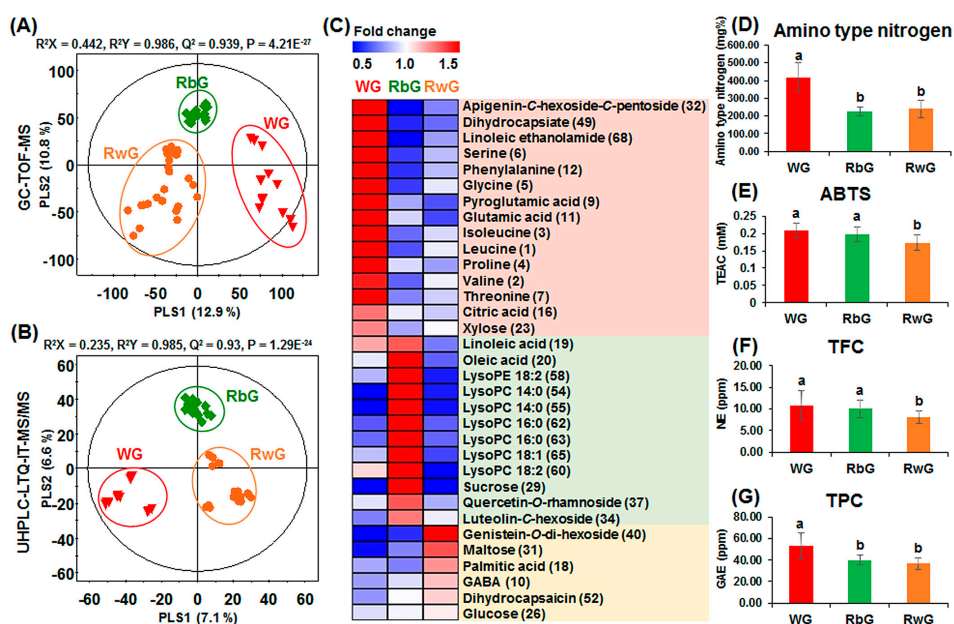 (A)
R²X = 0.442, R²Y = 0.986, Q² = 0.939, P = 4.21E⁻²⁷
GC-TOF-MS
PLS2 (10.8 %)
100
50
0
-50
-100
RbG
WG
RwG
-100 -50 0 50 100
PLS1 (12.9 %)
(B)
R²X = 0.235, R²Y = 0.985, Q² = 0.93, P = 1.29E⁻²⁴
UHPLC-LTQ-IT-MS/MS
PLS2 (6.6 %)
60
40
20
0
-20
-40
-60
RbG
WG
RwG
-80 -60 -40 -20 0 20 40 60 80
PLS1 (7.1 %)
(C)
Fold change
0.5 1.0 1.5
WG RbG RwG
Apigenin-C-hexoside-C-pentoside (32)
Dihydrocapsiate (49)
Linoleic ethanolamide (68)
Serine (6)
Phenylalanine (12)
Glycine (5)
Pyroglutamic acid (9)
Glutamic acid (11)
Isoleucine (3)
Leucine (1)
Proline (4)
Valine (2)
Threonine (7)
Citric acid (16)
Xylose (23)
Linoleic acid (19)
Oleic acid (20)
LysoPE 18:2 (58)
LysoPC 14:0 (54)
LysoPC 14:0 (55)
LysoPC 16:0 (62)
LysoPC 16:0 (63)
LysoPC 18:1 (65)
LysoPC 18:2 (60)
Sucrose (29)
Quercetin-O-rhamnoside (37)
Luteolin-C-hexoside (34)
Genistein-O-di-hexoside (40)
Maltose (31)
Palmitic acid (18)
GABA (10)
Dihydrocapsaicin (52)
Glucose (26)
(D)
Amino type nitrogen
Amino type nitrogen (mg%)
600.00
400.00
200.00
0.00
a
b
b
WG RbG RwG
(E)
ABTS
TEAC (mM)
0.25
0.2
0.15
0.1
0.05
0
a
a
b
WG RbG RwG
(F)
TFC
NE (ppm)
20.00
15.00
10.00
5.00
0.00
a
a
b
WG RbG RwG
(G)
TPC
GAE (ppm)
80.00
60.00
40.00
20.00
0.00
a
b
b
WG RbG RwG